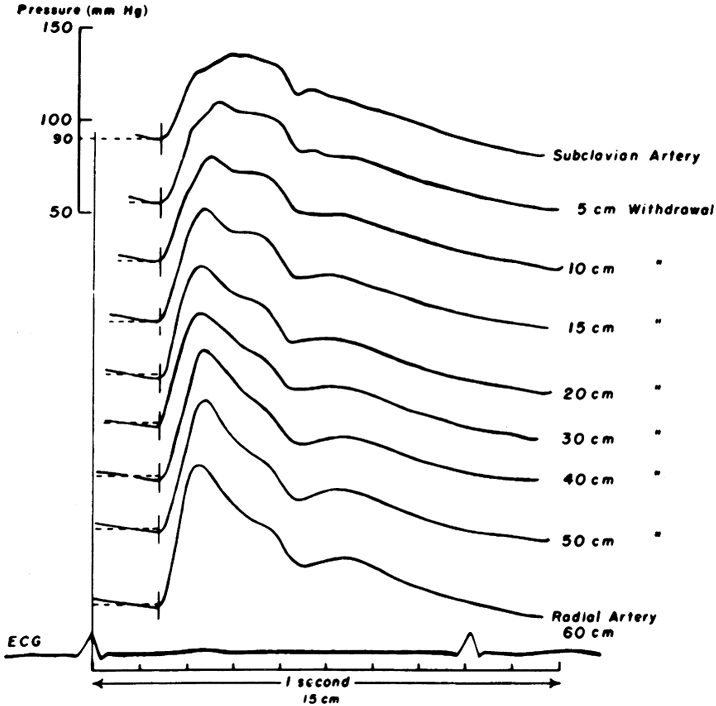 Pressure (mm Hg)
150
100
90
50
Subclavian Artery
5 cm Withdrawal
10 cm "
15 cm "
20 cm "
30 cm "
40 cm "
50 cm "
Radial Artery
60 cm
ECG
1 second
15 cm